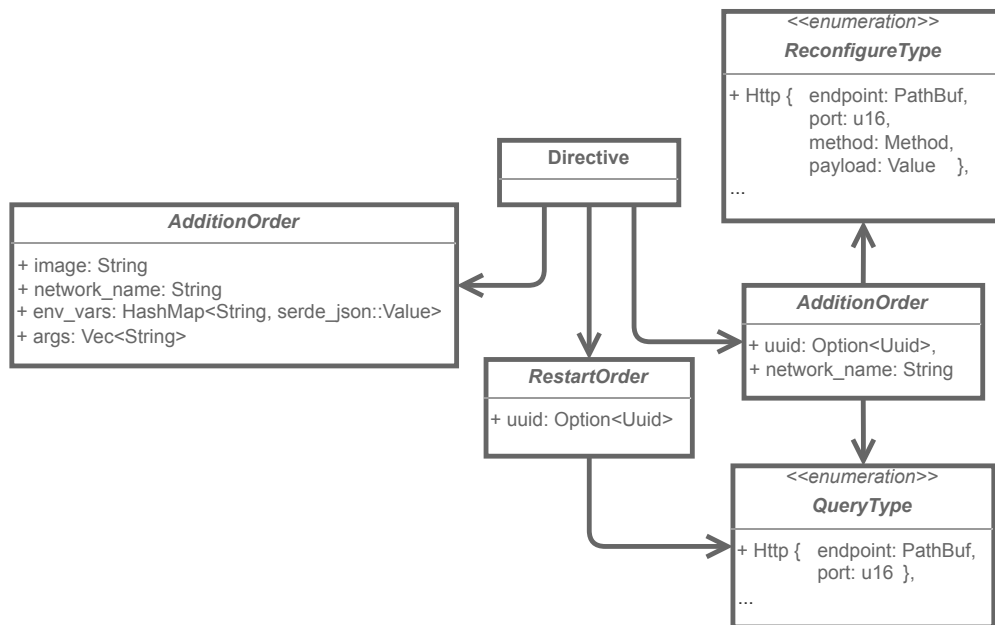 <<enumeration>>
ReconfigureType
+ Http { endpoint: PathBuf,
port: u16,
method: Method,
payload: Value },
...
Directive
AdditionOrder
+ image: String
+ network_name: String
+ env_vars: HashMap<String, serde_json::Value>
+ args: Vec<String>
AdditionOrder
+ uuid: Option<Uuid>,
+ network_name: String
RestartOrder
+ uuid: Option<Uuid>
<<enumeration>>
QueryType
+ Http { endpoint: PathBuf,
port: u16 },
...